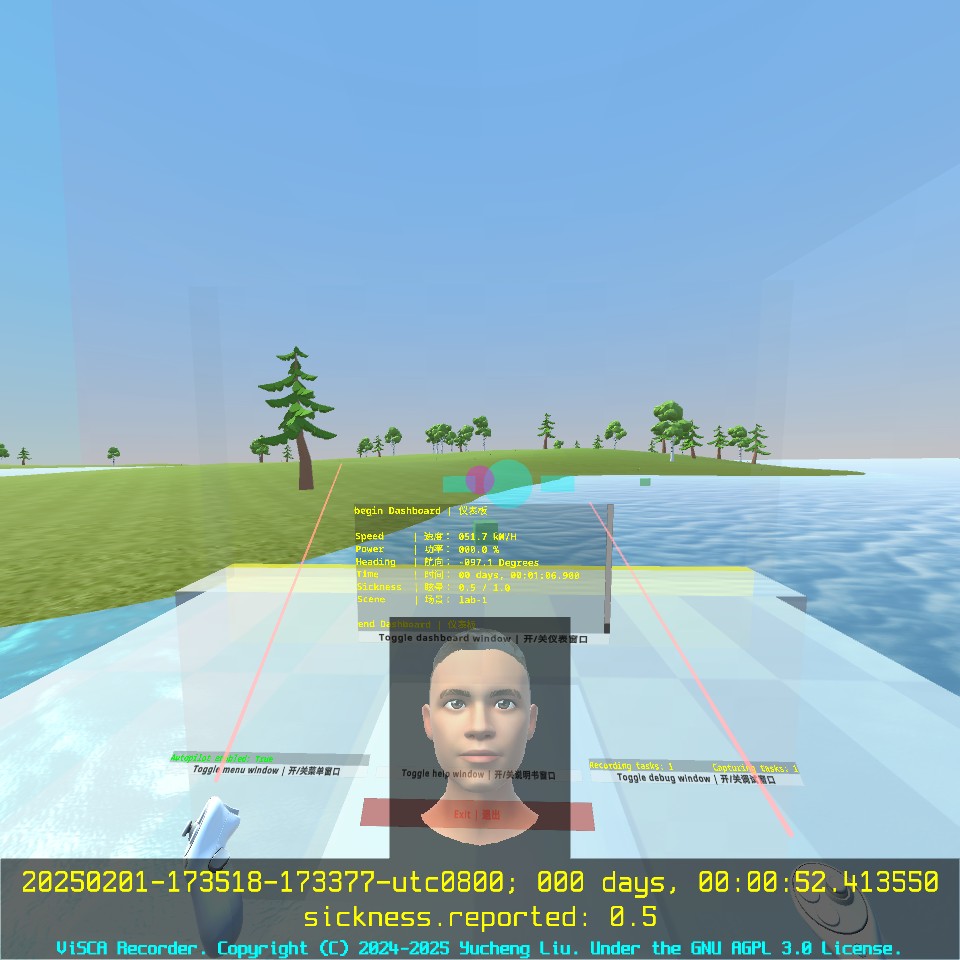 begin Dashboard | 仪表板
Speed | 速度: 051.7 kM/H
Power | 功率: 000.0 %
Heading | 航向: -097.1 Degrees
Time | 时间: 00 days, 00:01:06.900
Sickness | 眩晕: 0.5 / 1.0
Scene | 场景: lab-1
end Dashboard | 仪表板
Toggle dashboard window | 开/关仪表窗口
Autopilot enabled: True
Toggle menu window | 开/关菜单窗口
Toggle help window | 开/关说明书窗口
Recording tasks: 1 Capturing tasks: 1
Toggle debug window | 开/关调试窗口
Exit | 退出
20250201-173518-173377-utc0800; 000 days, 00:00:52.413550
sickness.reported: 0.5
ViSCA Recorder. Copyright (C) 2024-2025 Yucheng Liu. Under the GNU AGPL 3.0 License.